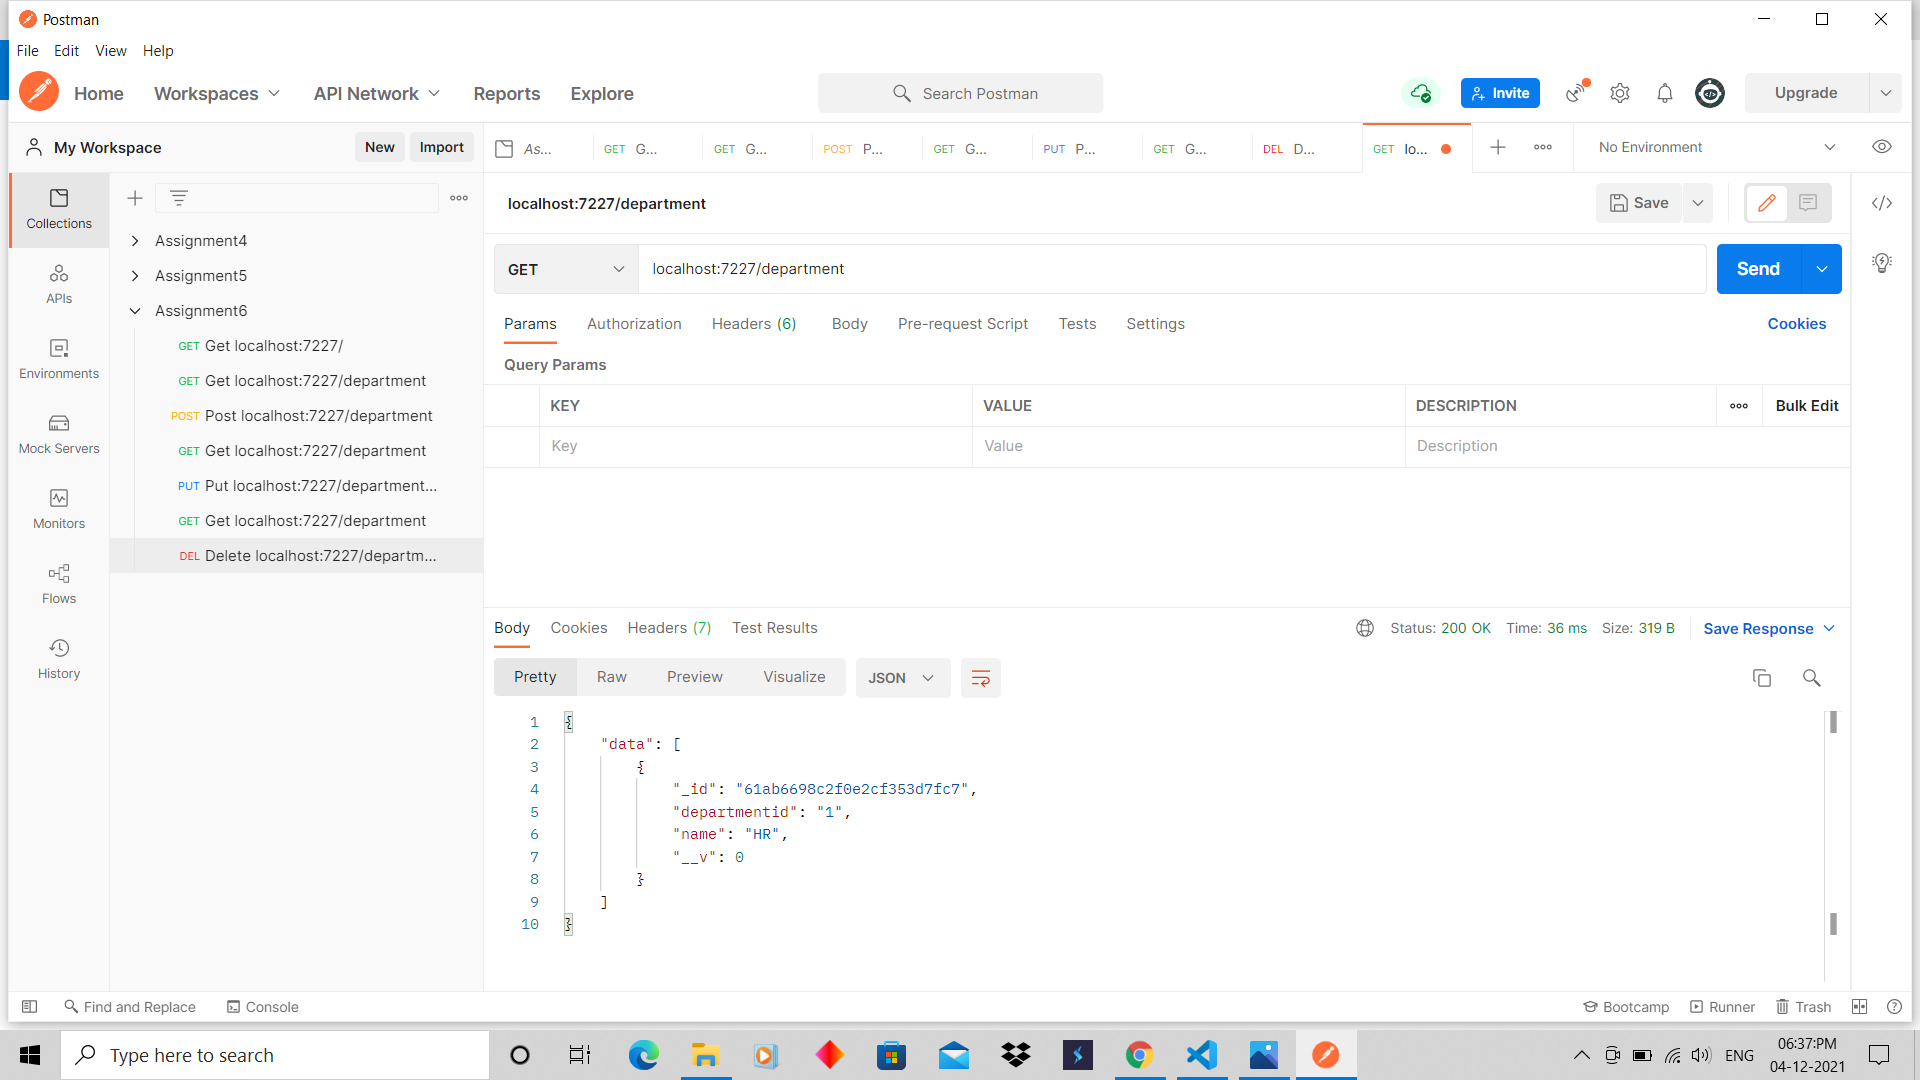 Postman
File Edit View Help
Home Workspaces API Network Reports Explore Search Postman Invite Upgrade
My Workspace New Import As... GET G... GET G... POST P... GET G... PUT P... GET G... DEL D... GET lo... No Environment
Collections
APIs
Environments
Mock Servers
Monitors
Flows
History
Assignment4
Assignment5
Assignment6
GET Get localhost:7227/
GET Get localhost:7227/department
POST Post localhost:7227/department
GET Get localhost:7227/department
PUT Put localhost:7227/department...
GET Get localhost:7227/department
DEL Delete localhost:7227/departm...
localhost:7227/department Save
GET localhost:7227/department Send
Params Authorization Headers (6) Body Pre-request Script Tests Settings Cookies
Query Params
KEY VALUE DESCRIPTION Bulk Edit
Key Value Description
Body Cookies Headers (7) Test Results Status: 200 OK Time: 36 ms Size: 319 B Save Response
Pretty Raw Preview Visualize JSON
1 {
2 "data": [
3 {
4 "_id": "61ab6698c2f0e2cf353d7fc7",
5 "departmentid": "1",
6 "name": "HR",
7 "__v": 0
8 }
9 ]
10 }
Find and Replace Console Bootcamp Runner Trash
Type here to search ENG 06:37:PM
04-12-2021